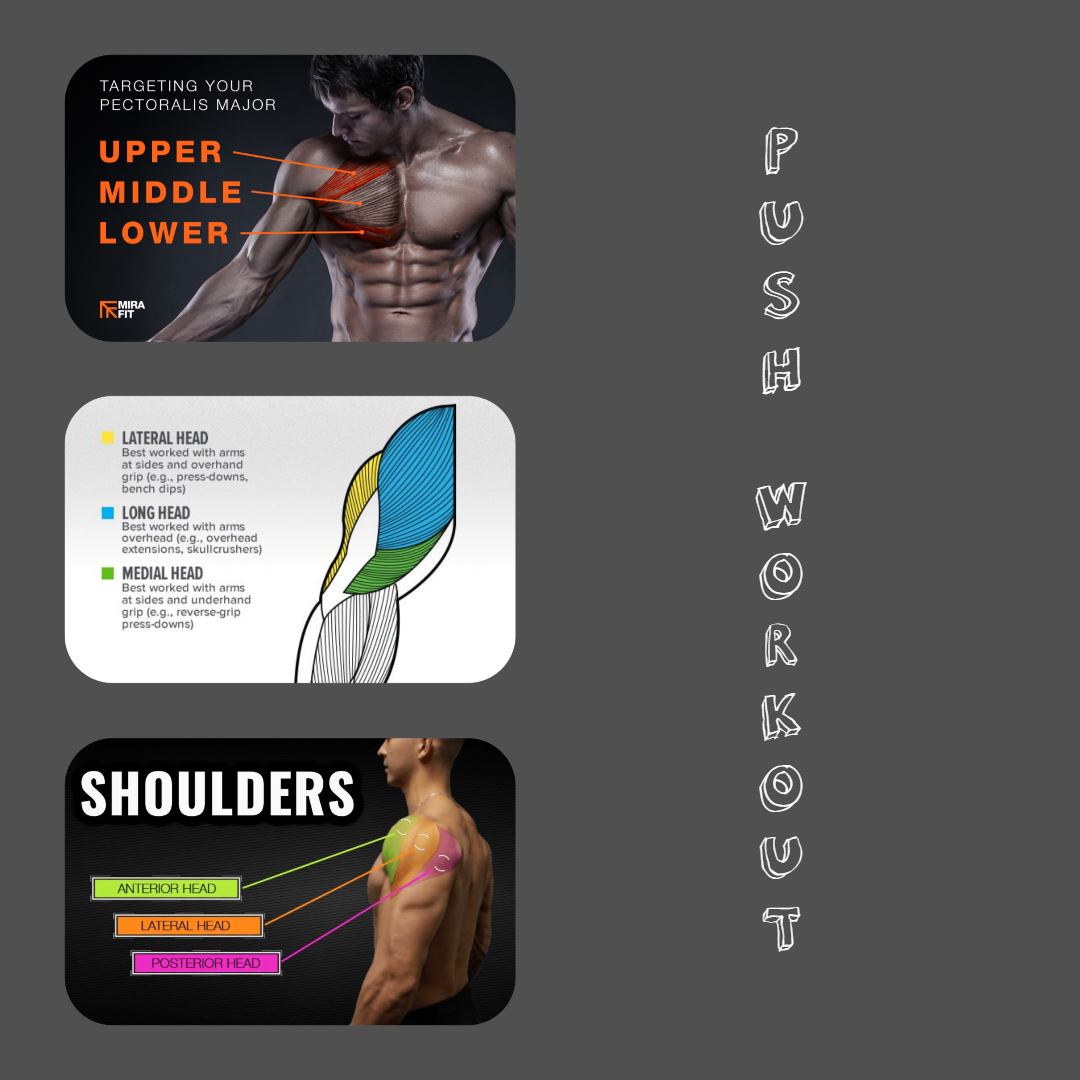 TARGETING YOUR
PECTORALIS MAJOR
UPPER
MIDDLE
LOWER
MIRA
FIT
LATERAL HEAD
Best worked with arms
at sides and overhand
grip (e.g., press-downs,
bench dips)
LONG HEAD
Best worked with arms
overhead (e.g., overhead
extensions, skullcrushers)
MEDIAL HEAD
Best worked with arms
at sides and underhand
grip (e.g., reverse-grip
press-downs)
SHOULDERS
ANTERIOR HEAD
LATERAL HEAD
POSTERIOR HEAD
P
U
S
H
W
O
R
K
O
U
T